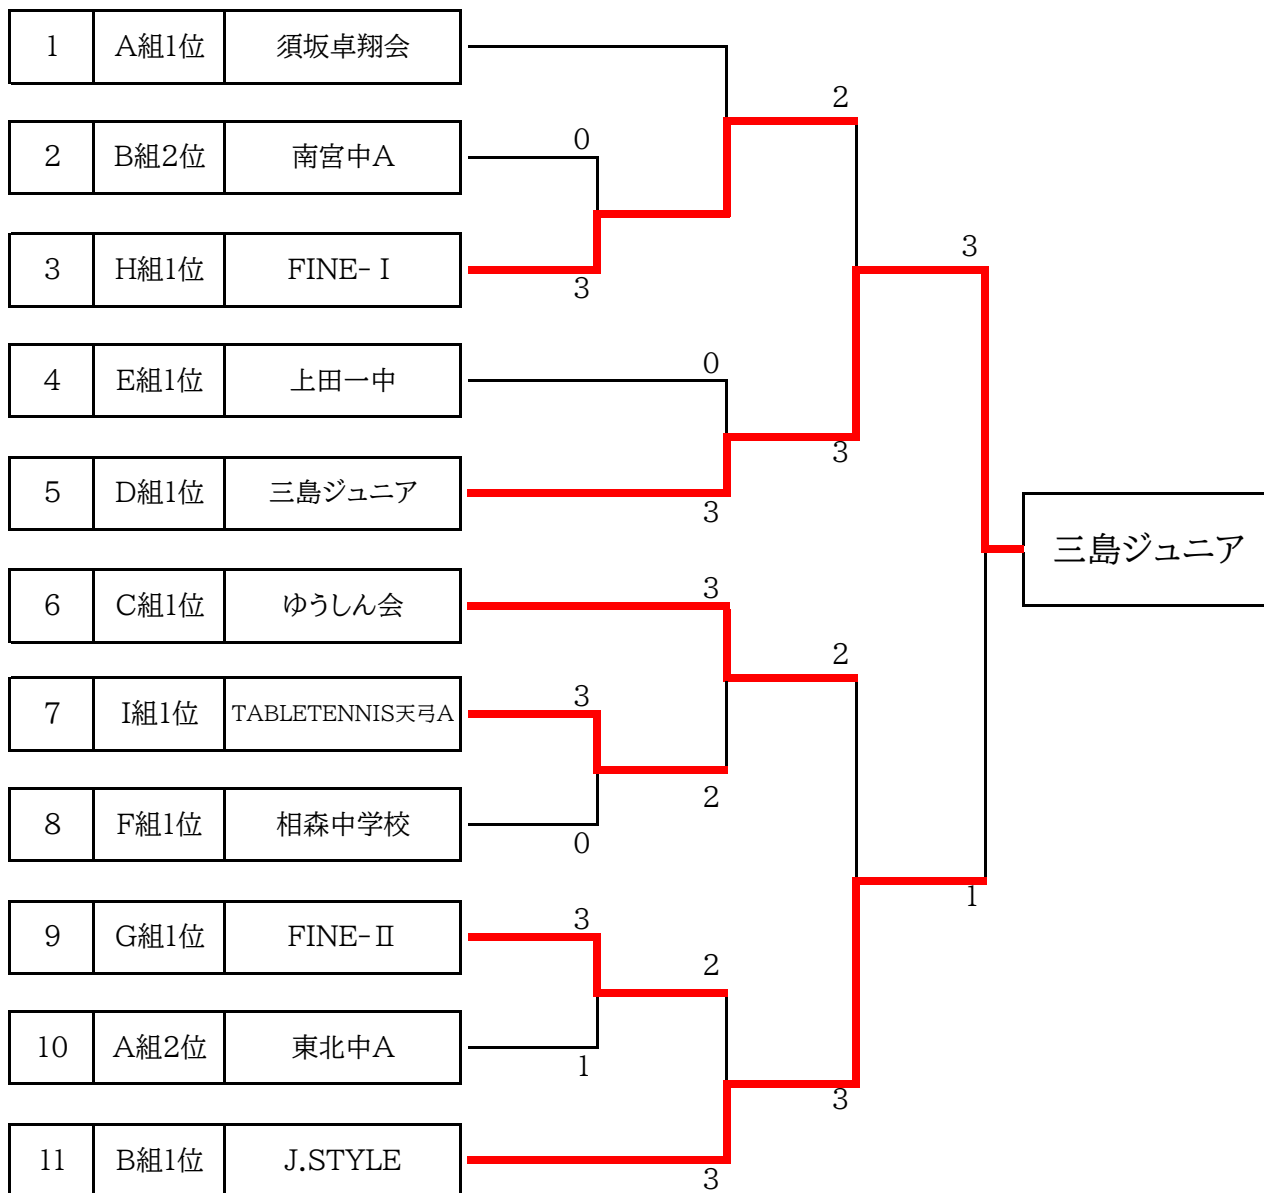 1 A組1位 須坂卓翔会
2
2 B組2位 南宮中A
0
3 H組1位 FINE-Ⅰ
3
3
4 E組1位 上田一中
0
3
5 D組1位 三島ジュニア
3
三島ジュニア
6 C組1位 ゆうしん会
3
2
7 I組1位 TABLETENNIS天弓A
3
2
8 F組1位 相森中学校
0
1
9 G組1位 FINE-Ⅱ
3
2
10 A組2位 東北中A
1
3
11 B組1位 J.STYLE
3